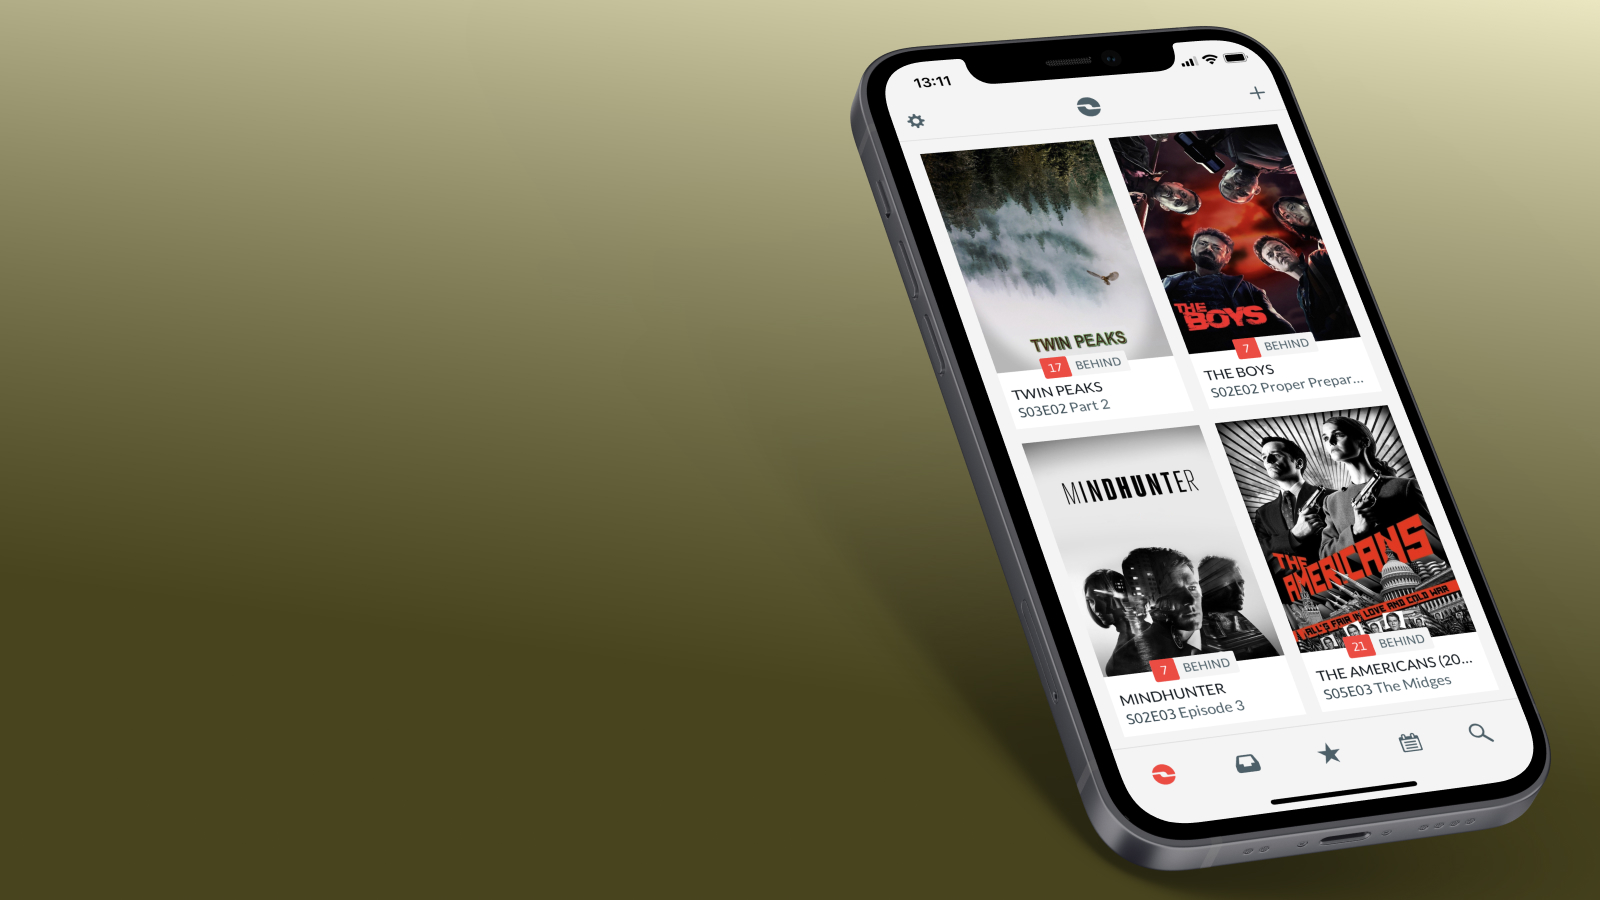 13:11
TWIN PEAKS
17 BEHIND
TWIN PEAKS
S03E02 Part 2
THE
BOYS
7 BEHIND
THE BOYS
S02E02 Proper Prepar...
MINDHUNTER
7 BEHIND
MINDHUNTER
S02E03 Episode 3
THE
AMERICANS
ALL'S FAIR IN LOVE AND COLD WAR
21 BEHIND
THE AMERICANS (20...
S05E03 The Midges